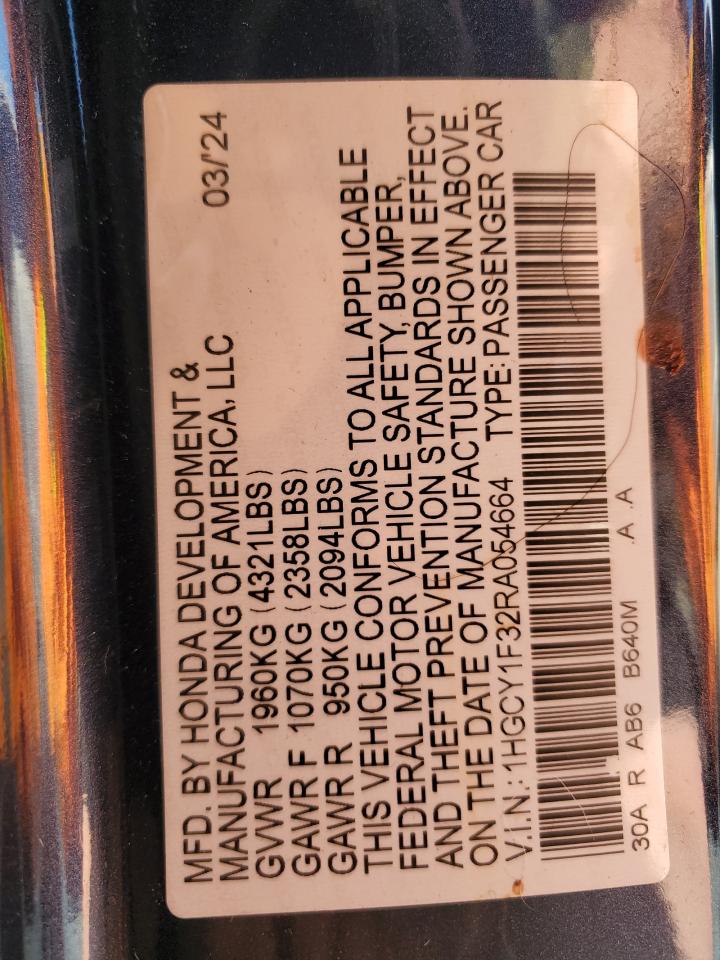 MFD. BY HONDA DEVELOPMENT &
MANUFACTURING OF AMERICA, LLC 03/'24
GVWR 1960KG (4321LBS)
GAWR F 1070KG (2358LBS)
GAWR R 950KG (2094LBS)
THIS VEHICLE CONFORMS TO ALL APPLICABLE
FEDERAL MOTOR VEHICLE SAFETY, BUMPER,
AND THEFT PREVENTION STANDARDS IN EFFECT
ON THE DATE OF MANUFACTURE SHOWN ABOVE.
V.I.N.: 1HGCY1F32RA054664 TYPE: PASSENGER CAR
30A R AB6 B640M .A .A